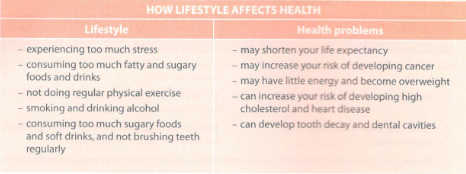 HOW LIFESTYLE AFFECTS HEALTH
Lifestyle
– experiencing too much stress
– consuming too much fatty and sugary
foods and drinks
– not doing regular physical exercise
– smoking and drinking alcohol
– consuming too much sugary foods
and soft drinks, and not brushing teeth
regularly
Health problems
– may shorten your life expectancy
– may increase your risk of developing cancer
– may have little energy and become overweight
– can increase your risk of developing high
cholesterol and heart disease
– can develop tooth decay and dental cavities